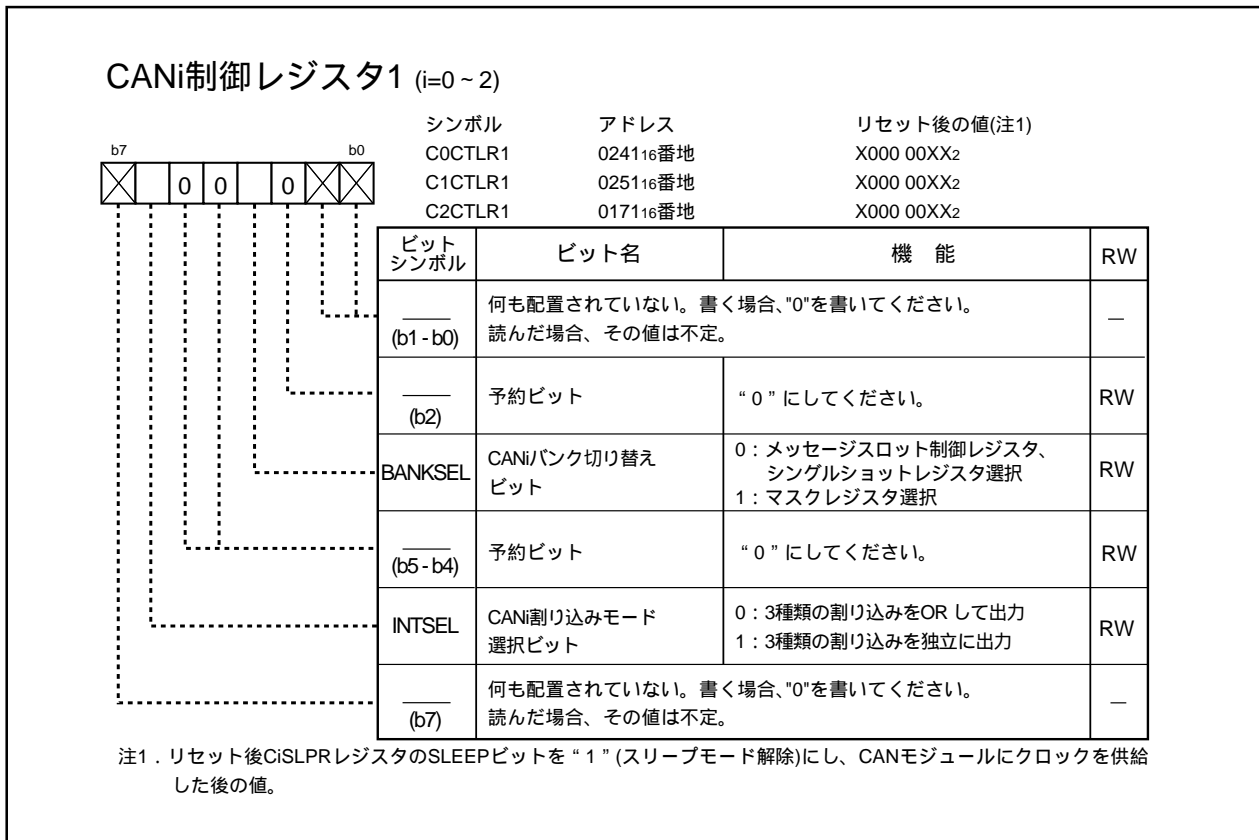 CANi制御レジスタ1 (i=0~2)
シンボル アドレス リセット後の値(注1)
C0CTLR1 024116番地 X000 00XX2
C1CTLR1 025116番地 X000 00XX2
C2CTLR1 017116番地 X000 00XX2
b7 b0
0 0 0
ビット
シンボル ビット名 機 能 RW
(b1 - b0) 何も配置されていない。書く場合、"0"を書いてください。
読んだ場合、その値は不定。 —
(b2) 予約ビット “0”にしてください。 RW
BANKSEL CANiバンク切り替え
ビット 0:メッセージスロット制御レジスタ、
シングルショットレジスタ選択
1:マスクレジスタ選択 RW
(b5 - b4) 予約ビット “0”にしてください。 RW
INTSEL CANi割り込みモード
選択ビット 0:3種類の割り込みをOR して出力
1:3種類の割り込みを独立に出力 RW
(b7) 何も配置されていない。書く場合、"0"を書いてください。
読んだ場合、その値は不定。 —
注1.リセット後CiSLPRレジスタのSLEEPビットを“1”(スリープモード解除)にし、CANモジュールにクロックを供給
した後の値。